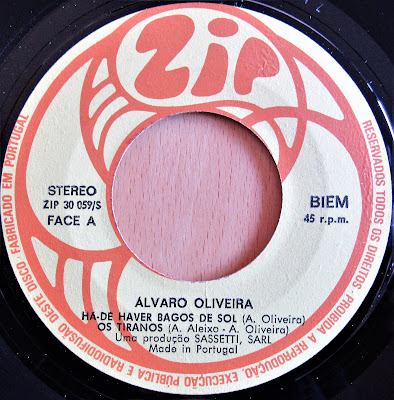 zip
STEREO
ZIP 30 059/S
FACE A
BIEM
45 r.p.m.
ÁLVARO OLIVEIRA
HÁ-DE HAVER BAGOS DE SOL (A. Oliveira)
OS TIRANOS (A. Aleixo - A. Oliveira)
Uma produção SASSETTI, SARL
Made in Portugal
RESERVADOS TODOS OS DIREITOS · PROIBIDA A REPRODUÇÃO, EXECUÇÃO PÚBLICA E RADIODIFUSÃO DESTE DISCO · FABRICADO EM PORTUGAL